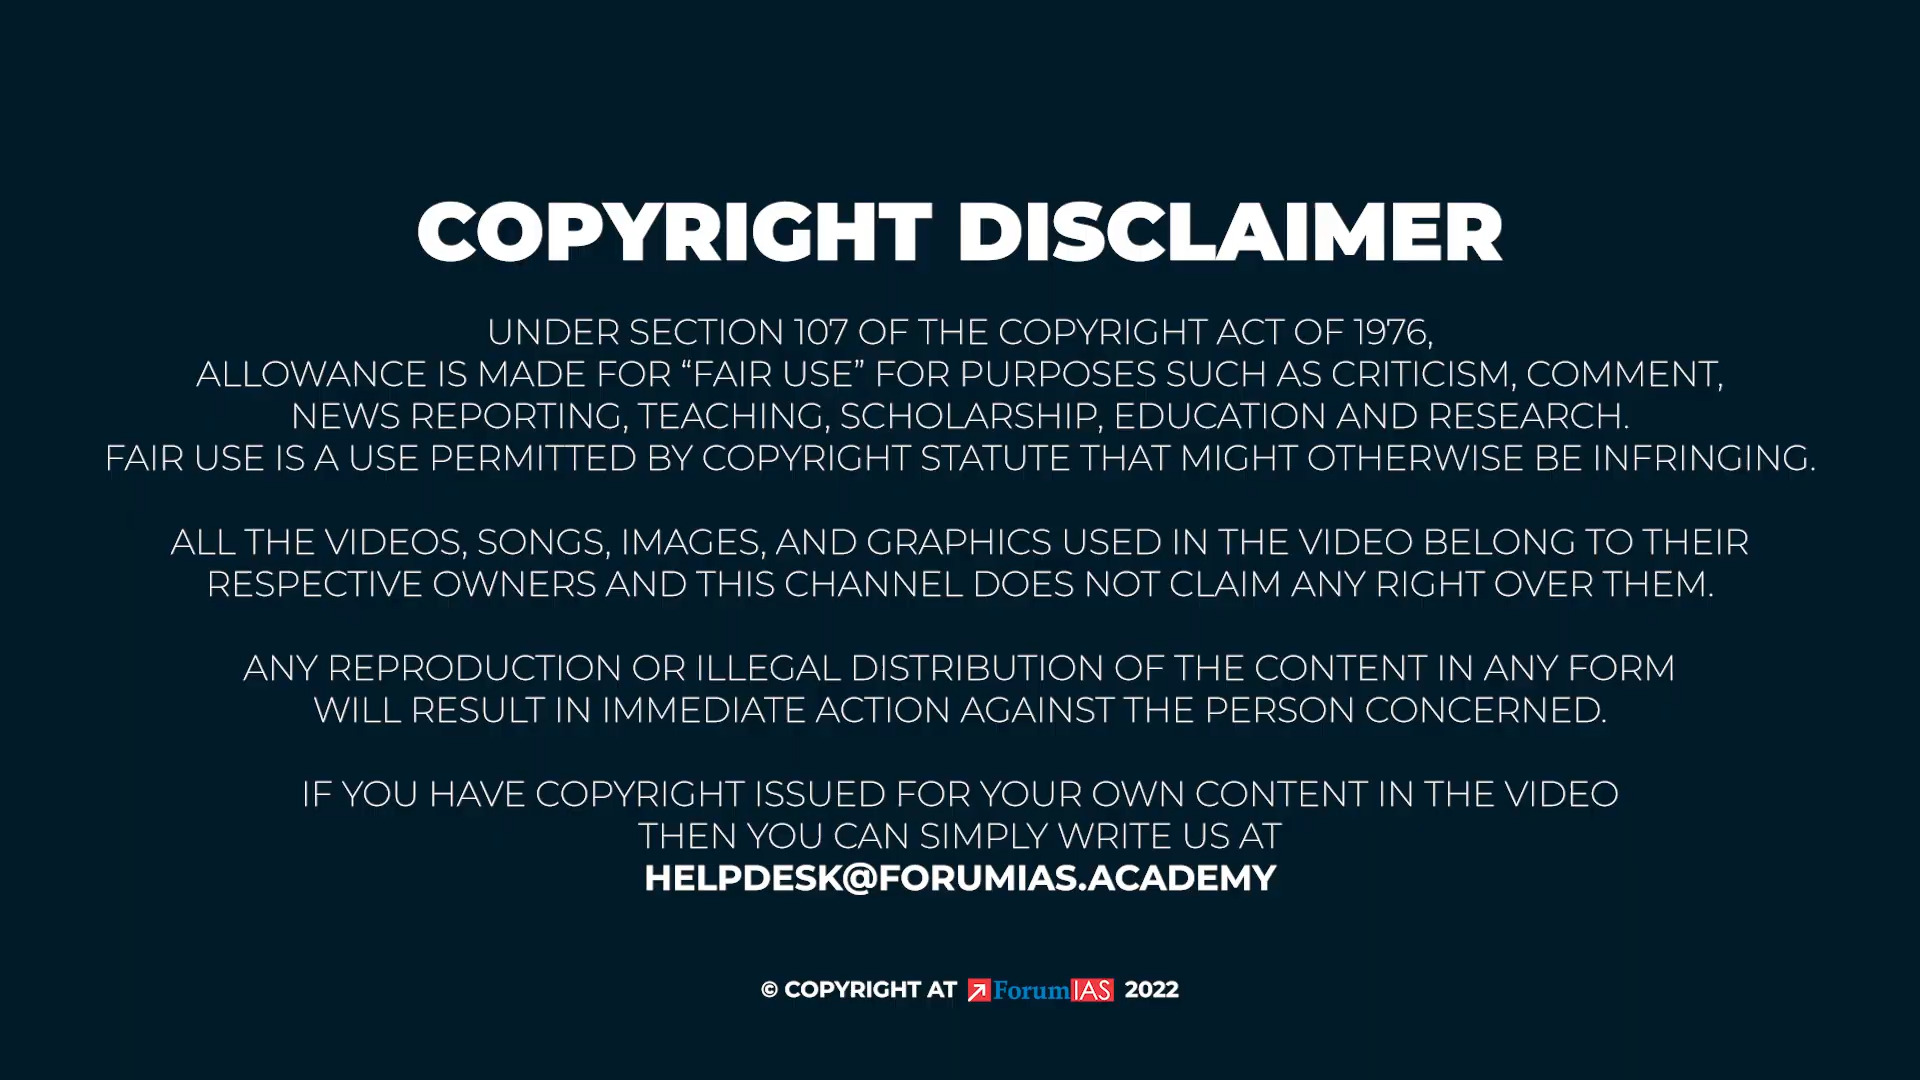 COPYRIGHT DISCLAIMER
UNDER SECTION 107 OF THE COPYRIGHT ACT OF 1976,
ALLOWANCE IS MADE FOR “FAIR USE” FOR PURPOSES SUCH AS CRITICISM, COMMENT,
NEWS REPORTING, TEACHING, SCHOLARSHIP, EDUCATION AND RESEARCH.
FAIR USE IS A USE PERMITTED BY COPYRIGHT STATUTE THAT MIGHT OTHERWISE BE INFRINGING.
ALL THE VIDEOS, SONGS, IMAGES, AND GRAPHICS USED IN THE VIDEO BELONG TO THEIR
RESPECTIVE OWNERS AND THIS CHANNEL DOES NOT CLAIM ANY RIGHT OVER THEM.
ANY REPRODUCTION OR ILLEGAL DISTRIBUTION OF THE CONTENT IN ANY FORM
WILL RESULT IN IMMEDIATE ACTION AGAINST THE PERSON CONCERNED.
IF YOU HAVE COPYRIGHT ISSUED FOR YOUR OWN CONTENT IN THE VIDEO
THEN YOU CAN SIMPLY WRITE US AT
HELPDESK@FORUMIAS.ACADEMY
© COPYRIGHT AT ForumIAS 2022